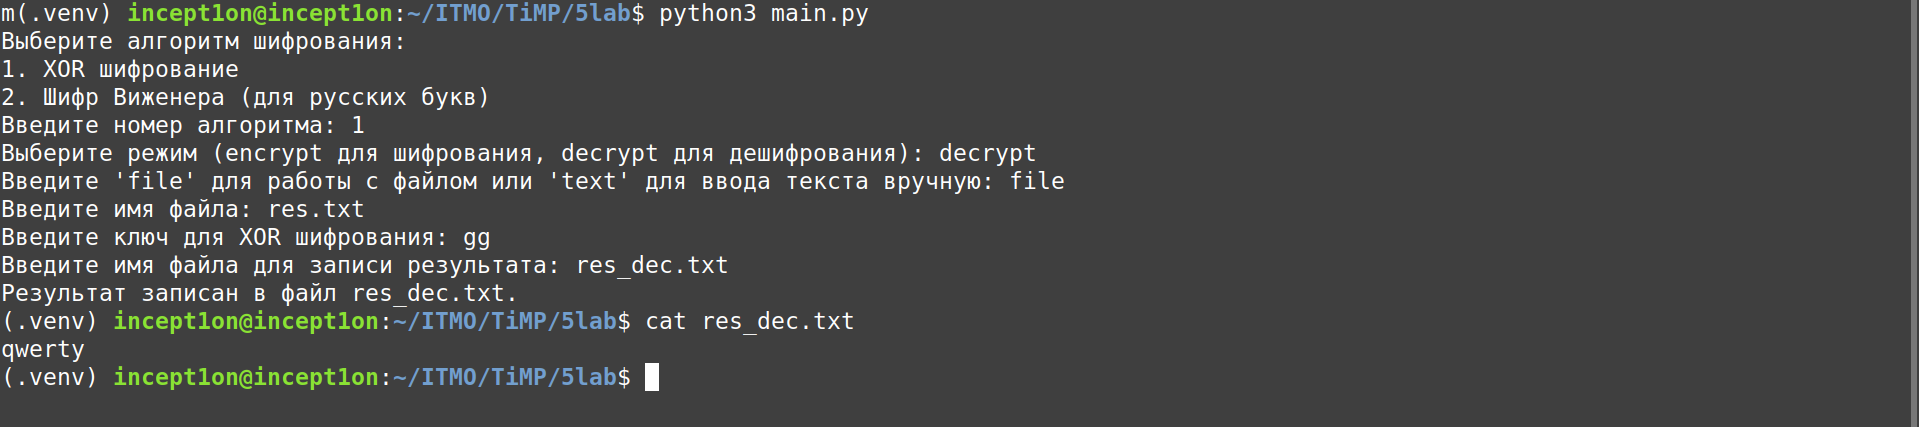 m(.venv) incept1on@incept1on:~/ITMO/TiMP/5lab$ python3 main.py
Выберите алгоритм шифрования:
1. XOR шифрование
2. Шифр Виженера (для русских букв)
Введите номер алгоритма: 1
Выберите режим (encrypt для шифрования, decrypt для дешифрования): decrypt
Введите 'file' для работы с файлом или 'text' для ввода текста вручную: file
Введите имя файла: res.txt
Введите ключ для XOR шифрования: gg
Введите имя файла для записи результата: res_dec.txt
Результат записан в файл res_dec.txt.
(.venv) incept1on@incept1on:~/ITMO/TiMP/5lab$ cat res_dec.txt
qwerty
(.venv) incept1on@incept1on:~/ITMO/TiMP/5lab$